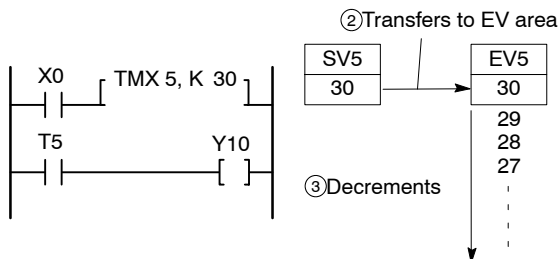 ②Transfers to EV area
SV5 EV5
30 30
X0 TMX 5, K 30
29
28
27
T5 Y10
③Decrements